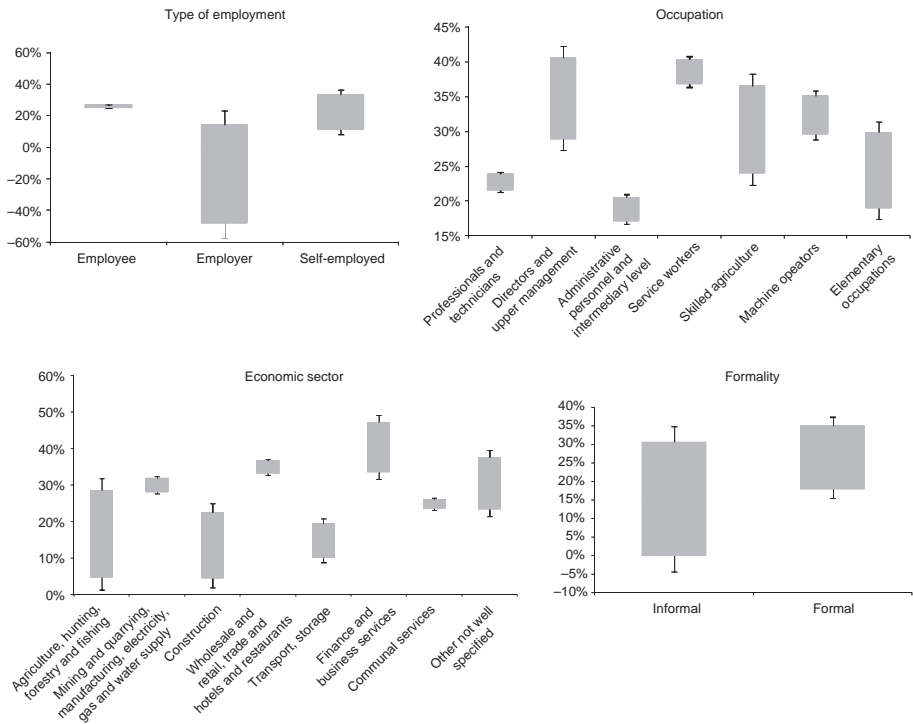 Type of employment
60%
40%
20%
0%
–20%
–40%
–60%
Employee
Employer
Self-employed
Occupation
45%
40%
35%
30%
25%
20%
15%
Professionals and
technicians
Directors and
upper management
Administrative
personnel and
intermediary level
Service workers
Skilled agriculture
Machine opeators
Elementary
occupations
Economic sector
60%
50%
40%
30%
20%
10%
0%
Agriculture, hunting,
forestry and fishing
Mining and quarrying,
manufacturing, electricity,
gas and water supply
Construction
Wholesale and
retail, trade and
hotels and restaurants
Transport, storage
Finance and
business services
Communal services
Other not well
specified
Formality
40%
35%
30%
25%
20%
15%
10%
5%
0%
–5%
–10%
Informal
Formal